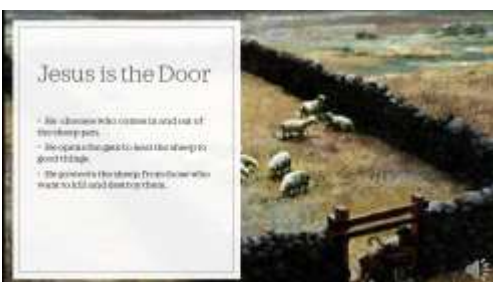 Jesus is the Door
• He chooses who comes in and out of
the sheep pen.
• He opens the gate to lead the sheep to
good things.
• He protects the sheep from those who
want to kill and destroy them.